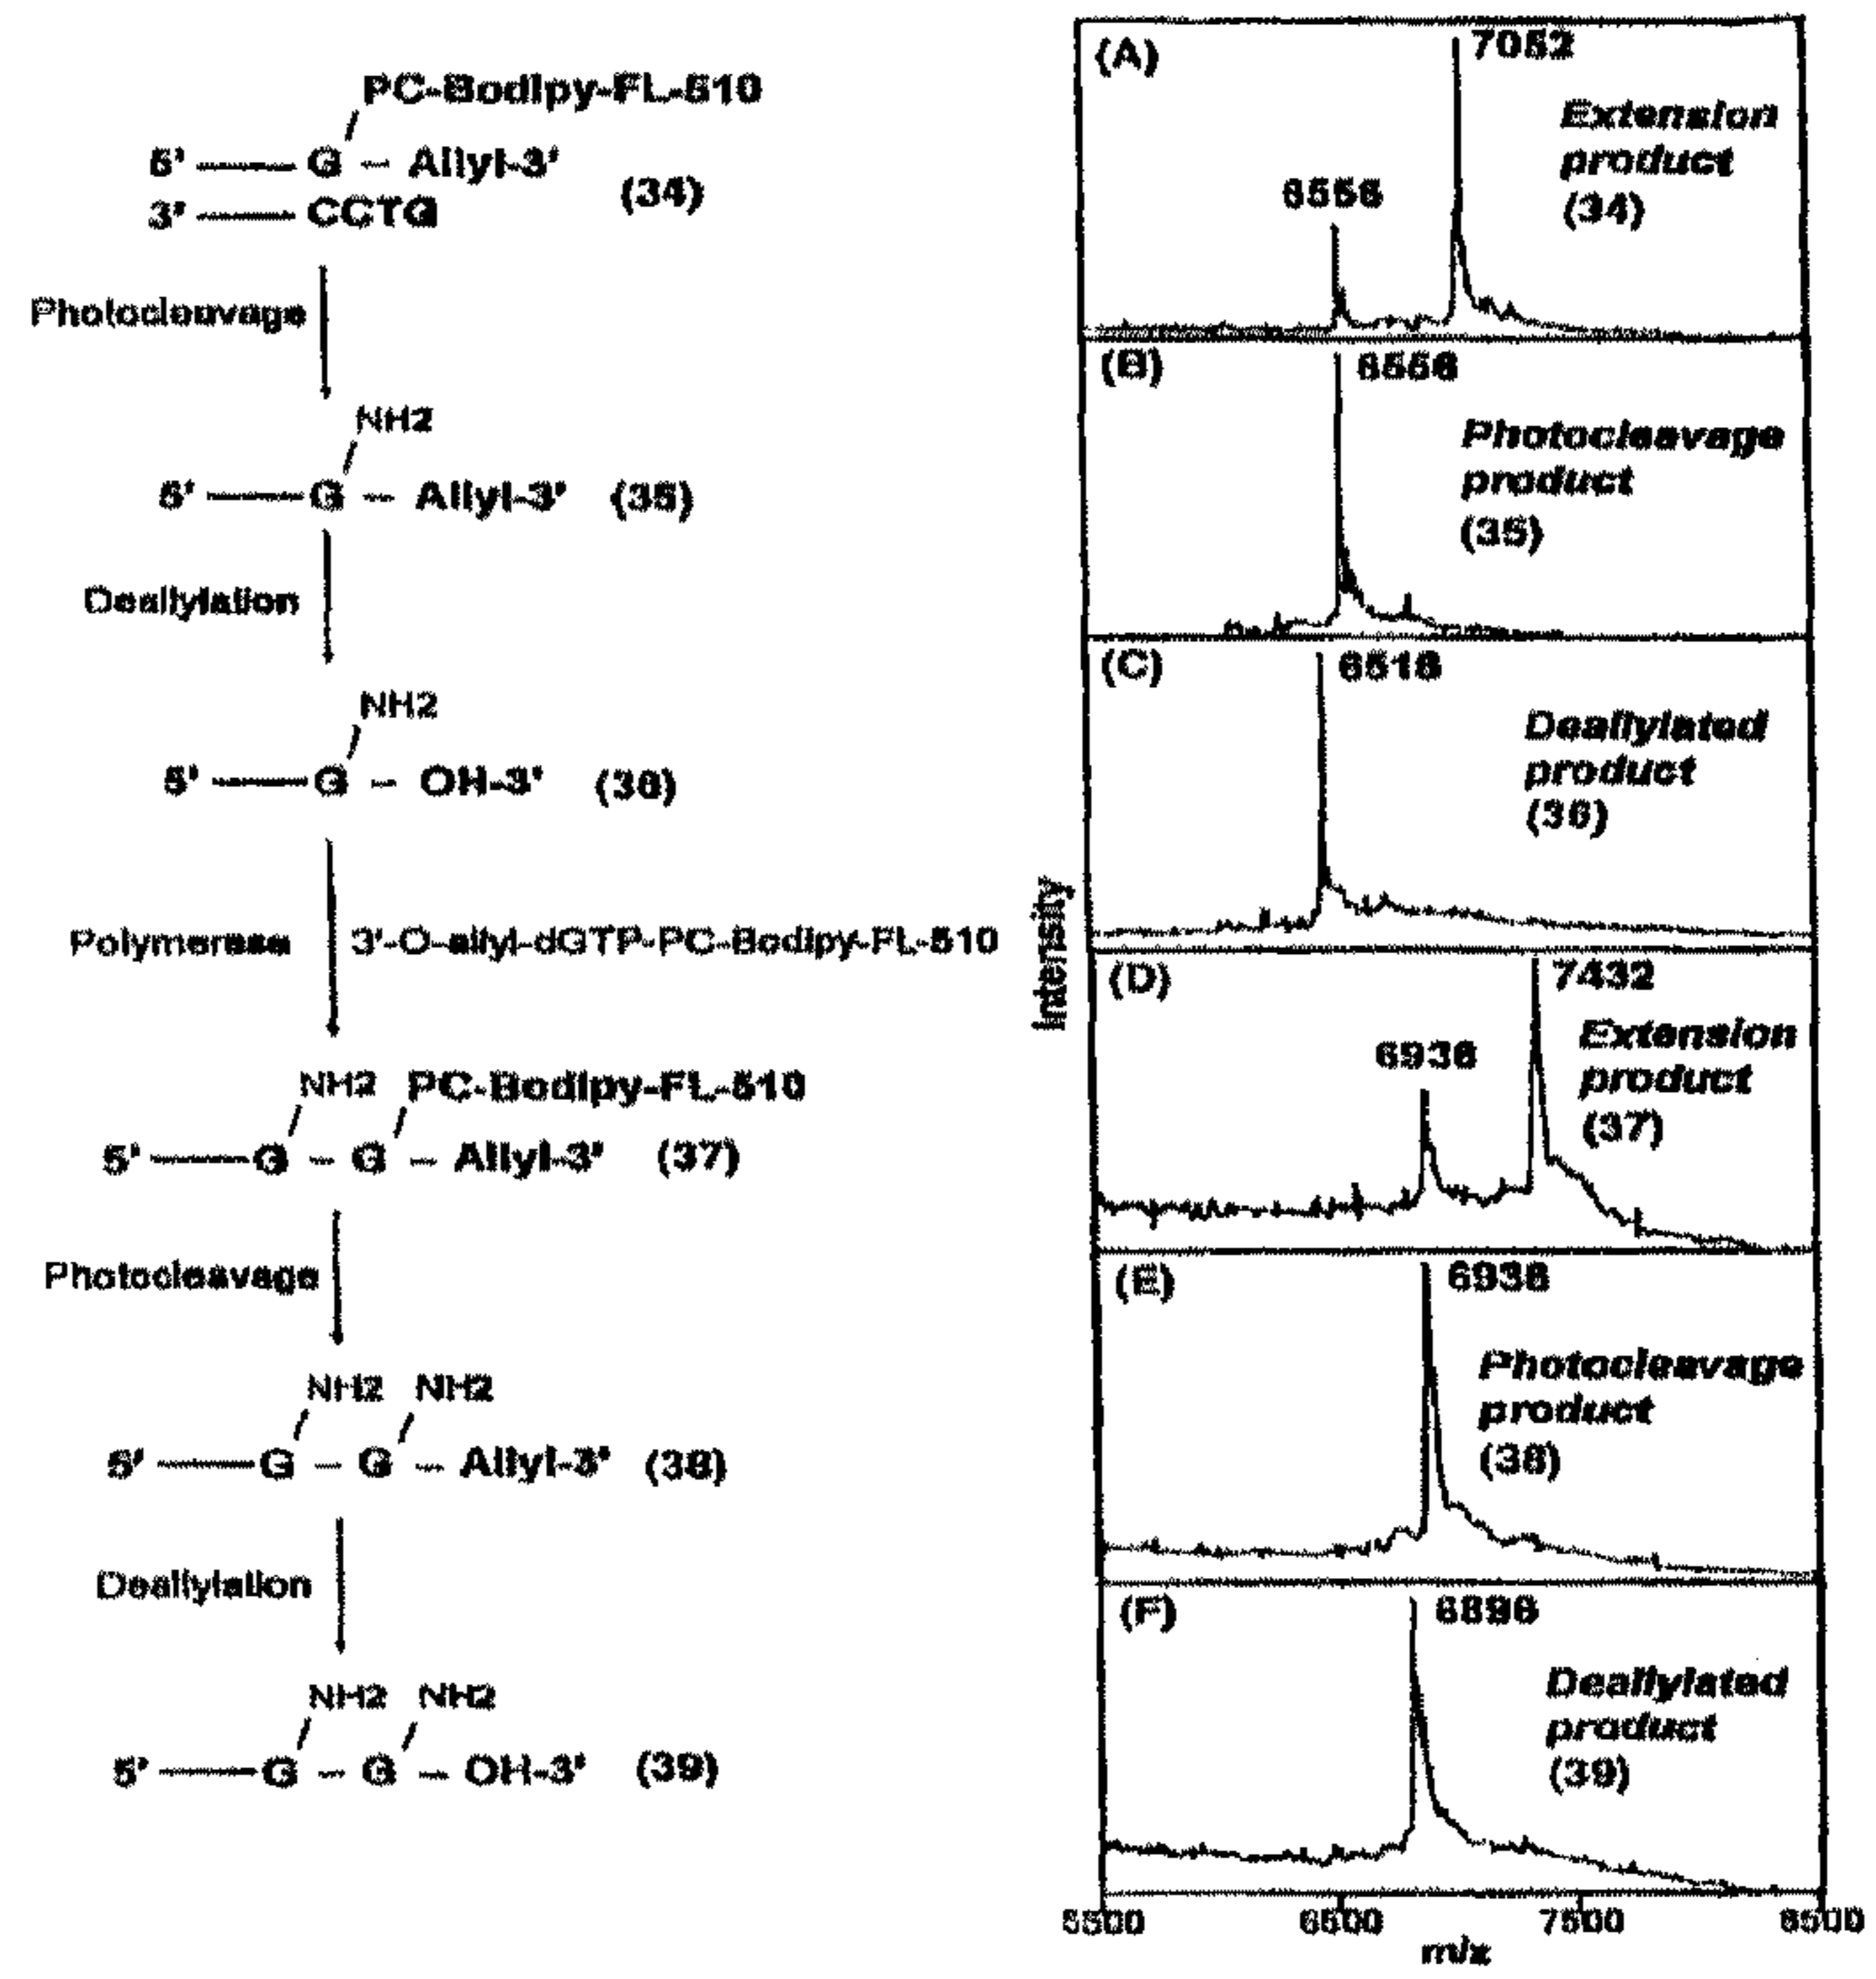 PC-Bodipy-FL-510
5' G - Allyl-3'
(34)
3' CCTG
Photocleavage
NH2
5' G - Allyl-3' (35)
Deallylation
NH2
5' G - OH-3' (36)
Polymerase 3'-O-allyl-dGTP-PC-Bodipy-FL-510
NH2 PC-Bodipy-FL-510
5' G - G - Allyl-3' (37)
Photocleavage
NH2 NH2
5' G - G - Allyl-3' (38)
Deallylation
NH2 NH2
5' G - G - OH-3' (39)
Intensity
(A) 7052
Extension
product
(34)
6556
(B) 6556
Photocleavage
product
(35)
(C) 6516
Deallylated
product
(36)
(D) 7432
6936
Extension
product
(37)
(E) 6936
Photocleavage
product
(38)
(F) 6896
Deallylated
product
(39)
5500 6500 7500 8500
m/z